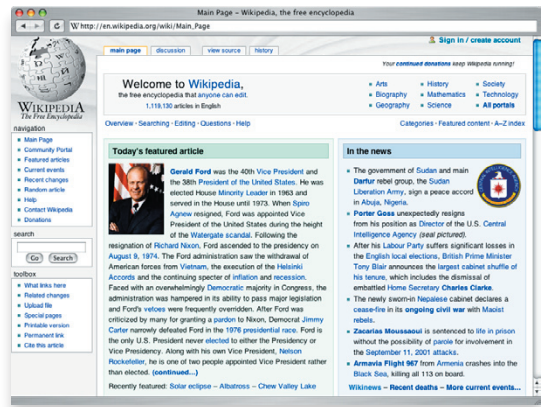 Main Page – Wikipedia, the free encyclopedia
http://en.wikipedia.org/wiki/Main_Page
Sign in / create account
main page
discussion
view source
history
Your continued donations keep Wikipedia running!
WIKIPEDIA
The Free Encyclopedia
navigation
Main Page
Community Portal
Featured articles
Current events
Recent changes
Random article
Help
Contact Wikipedia
Donations
search
Go
Search
toolbox
What links here
Related changes
Upload file
Special pages
Printable version
Permanent link
Cite this article
Welcome to Wikipedia,
the free encyclopedia that anyone can edit.
1,119,130 articles in English
Arts
Biography
Geography
History
Mathematics
Science
Society
Technology
All portals
Overview · Searching · Editing · Questions · Help
Categories · Featured content · A–Z index
Today's featured article
Gerald Ford was the 40th Vice President and
the 38th President of the United States. He was
elected House Minority Leader in 1963 and
served in the House until 1973. When Spiro
Agnew resigned, Ford was appointed Vice
President of the United States during the height
of the Watergate scandal. Following the
resignation of Richard Nixon, Ford ascended to the presidency on
August 9, 1974. The Ford administration saw the withdrawal of
American forces from Vietnam, the execution of the Helsinki
Accords and the continuing specter of inflation and recession.
Faced with an overwhelmingly Democratic majority in Congress, the
administration was hampered in its ability to pass major legislation
and Ford's vetoes were frequently overridden. After Ford was
criticized by many for granting a pardon to Nixon, Democrat Jimmy
Carter narrowly defeated Ford in the 1976 presidential race. Ford is
the only U.S. President never elected to either the Presidency or
Vice Presidency. Along with his own Vice President, Nelson
Rockefeller, he is one of two people appointed Vice President rather
than elected. (continued...)
Recently featured: Solar eclipse – Albatross – Chew Valley Lake
In the news
The government of Sudan and main
Darfur rebel group, the Sudan
Liberation Army, sign a peace accord
in Abuja, Nigeria.
Porter Goss unexpectedly resigns
from his position as Director of the U.S. Central
Intelligence Agency (seal pictured).
After his Labour Party suffers significant losses in
the English local elections, British Prime Minister
Tony Blair announces the largest cabinet shuffle of
his tenure, which includes the dismissal of
embattled Home Secretary Charles Clarke.
The newly sworn-in Nepalese cabinet declares a
cease-fire in its ongoing civil war with Maoist
rebels.
Zacarias Moussaoui is sentenced to life in prison
without the possibility of parole for involvement in
the September 11, 2001 attacks.
Armavia Flight 967 from Armenia crashes into the
Black Sea, killing all 113 on board.
Wikinews – Recent deaths – More current events...